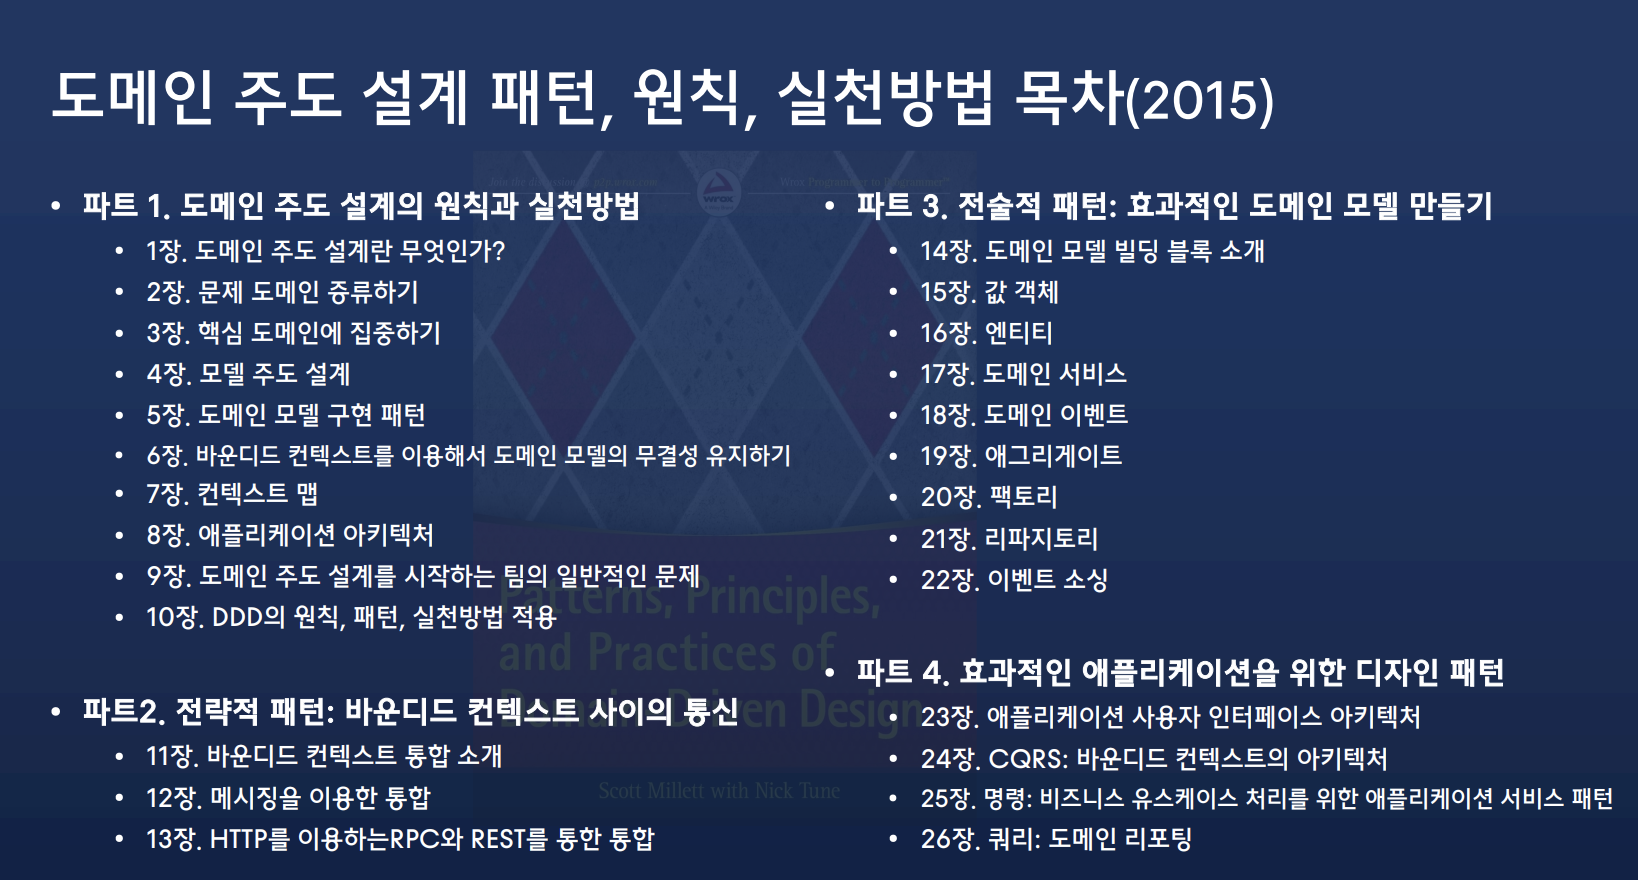 도메인 주도 설계 패턴, 원칙, 실천방법 목차(2015)
• 파트 1. 도메인 주도 설계의 원칙과 실천방법
• 1장. 도메인 주도 설계란 무엇인가?
• 2장. 문제 도메인 증류하기
• 3장. 핵심 도메인에 집중하기
• 4장. 모델 주도 설계
• 5장. 도메인 모델 구현 패턴
• 6장. 바운디드 컨텍스트를 이용해서 도메인 모델의 무결성 유지하기
• 7장. 컨텍스트 맵
• 8장. 애플리케이션 아키텍처
• 9장. 도메인 주도 설계를 시작하는 팀의 일반적인 문제
• 10장. DDD의 원칙, 패턴, 실천방법 적용
• 파트2. 전략적 패턴: 바운디드 컨텍스트 사이의 통신
• 11장. 바운디드 컨텍스트 통합 소개
• 12장. 메시징을 이용한 통합
• 13장. HTTP를 이용하는RPC와 REST를 통한 통합
• 파트 3. 전술적 패턴: 효과적인 도메인 모델 만들기
• 14장. 도메인 모델 빌딩 블록 소개
• 15장. 값 객체
• 16장. 엔티티
• 17장. 도메인 서비스
• 18장. 도메인 이벤트
• 19장. 애그리게이트
• 20장. 팩토리
• 21장. 리파지토리
• 22장. 이벤트 소싱
• 파트 4. 효과적인 애플리케이션을 위한 디자인 패턴
• 23장. 애플리케이션 사용자 인터페이스 아키텍처
• 24장. CQRS: 바운디드 컨텍스트의 아키텍처
• 25장. 명령: 비즈니스 유스케이스 처리를 위한 애플리케이션 서비스 패턴
• 26장. 쿼리: 도메인 리포팅
wrox
Patterns, Principles,
and Practices of
Domain-Driven Design
Scott Millett with Nick Tune